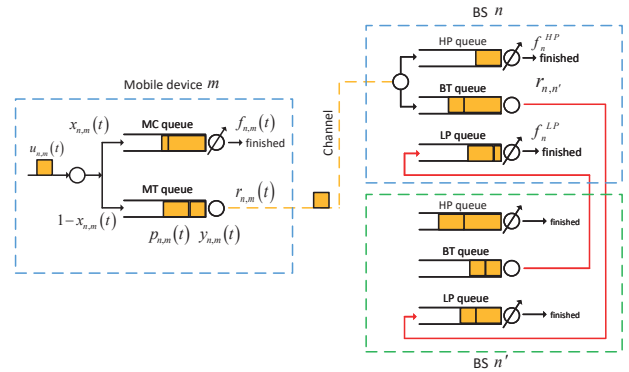 BS n
HP queue
f_n^{HP}
finished
BT queue
r_{n,n'}
LP queue
f_n^{LP}
finished
Mobile device m
x_{n,m}(t)
MC queue
f_{n,m}(t)
finished
u_{n,m}(t)
MT queue
r_{n,m}(t)
1-x_{n,m}(t)
p_{n,m}(t) y_{n,m}(t)
Channel
HP queue
finished
BT queue
LP queue
finished
BS n'